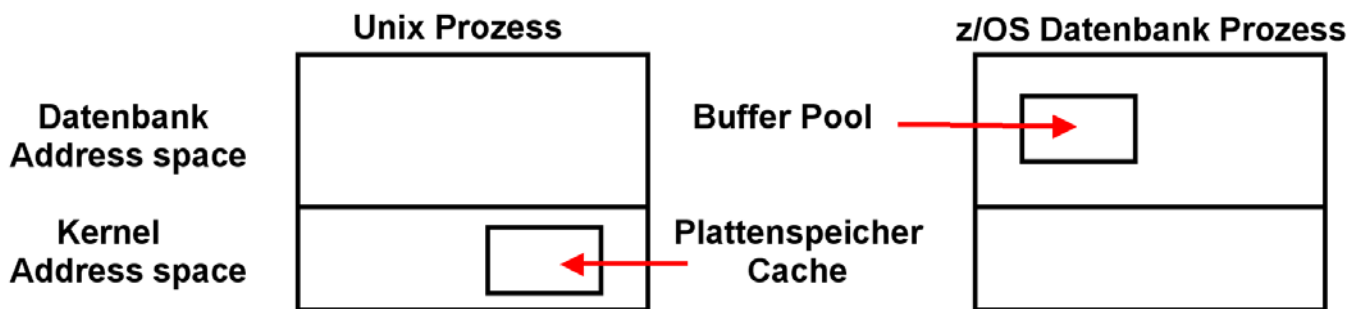 Unix Prozess
z/OS Datenbank Prozess
Datenbank
Address space
Buffer Pool
Kernel
Address space
Plattenspeicher
Cache